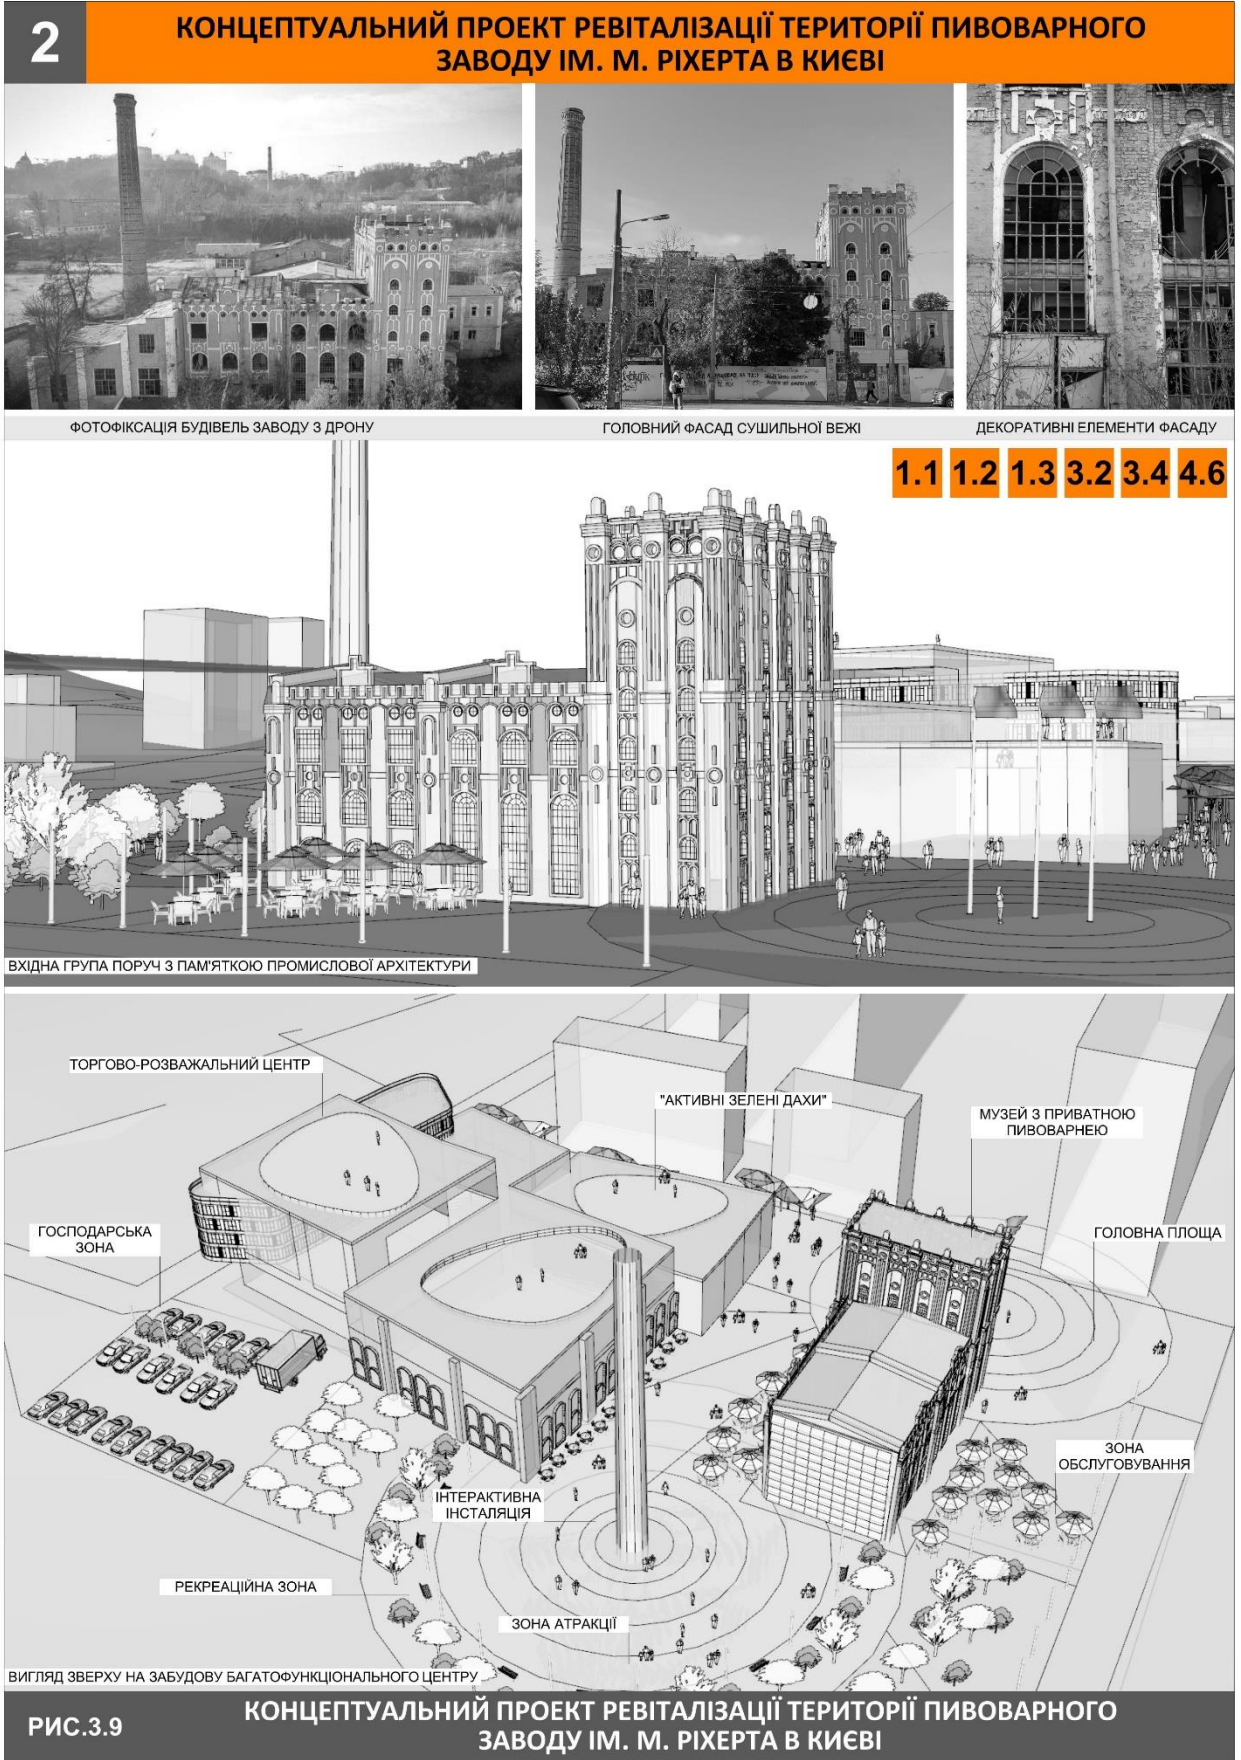 2
КОНЦЕПТУАЛЬНИЙ ПРОЕКТ РЕВІТАЛІЗАЦІЇ ТЕРИТОРІЇ ПИВОВАРНОГО
ЗАВОДУ ІМ. М. РІХЕРТА В КИЄВІ
ФОТОФІКСАЦІЯ БУДІВЕЛЬ ЗАВОДУ З ДРОНУ
ГОЛОВНИЙ ФАСАД СУШИЛЬНОЇ ВЕЖІ
ДЕКОРАТИВНІ ЕЛЕМЕНТИ ФАСАДУ
1.1 1.2 1.3 3.2 3.4 4.6
ВХІДНА ГРУПА ПОРУЧ З ПАМ'ЯТКОЮ ПРОМИСЛОВОЇ АРХІТЕКТУРИ
ТОРГОВО-РОЗВАЖАЛЬНИЙ ЦЕНТР
"АКТИВНІ ЗЕЛЕНІ ДАХИ"
МУЗЕЙ З ПРИВАТНОЮ
ПИВОВАРНЕЮ
ГОСПОДАРСЬКА
ЗОНА
ГОЛОВНА ПЛОЩА
ЗОНА
ОБСЛУГОВУВАННЯ
ІНТЕРАКТИВНА
ІНСТАЛЯЦІЯ
РЕКРЕАЦІЙНА ЗОНА
ЗОНА АТРАКЦІЇ
ВИГЛЯД ЗВЕРХУ НА ЗАБУДОВУ БАГАТОФУНКЦІОНАЛЬНОГО ЦЕНТРУ
РИС.3.9
КОНЦЕПТУАЛЬНИЙ ПРОЕКТ РЕВІТАЛІЗАЦІЇ ТЕРИТОРІЇ ПИВОВАРНОГО
ЗАВОДУ ІМ. М. РІХЕРТА В КИЄВІ